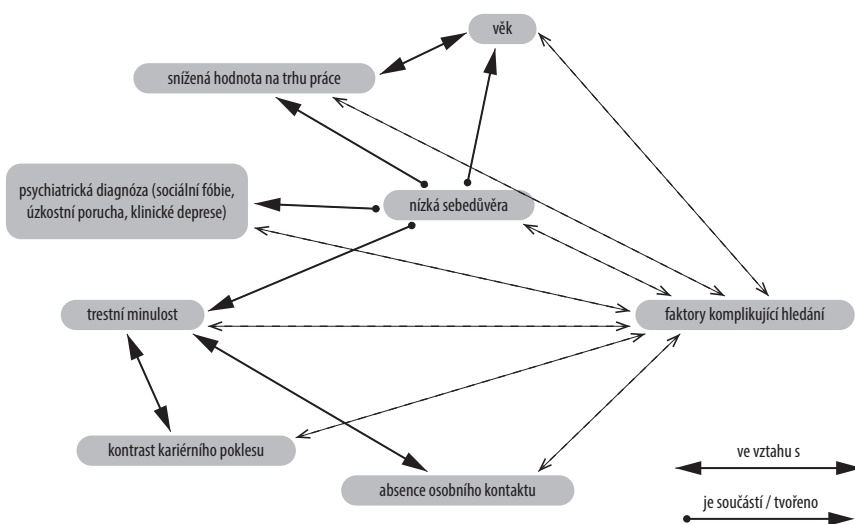 věk
snížená hodnota na trhu práce
psychiatrická diagnóza (sociální fóbie,
úzkostní porucha, klinické deprese)
nízká sebedůvěra
trestní minulost
faktory komplikující hledání
kontrast kariérního poklesu
absence osobního kontaktu
ve vztahu s
je součástí / tvořeno